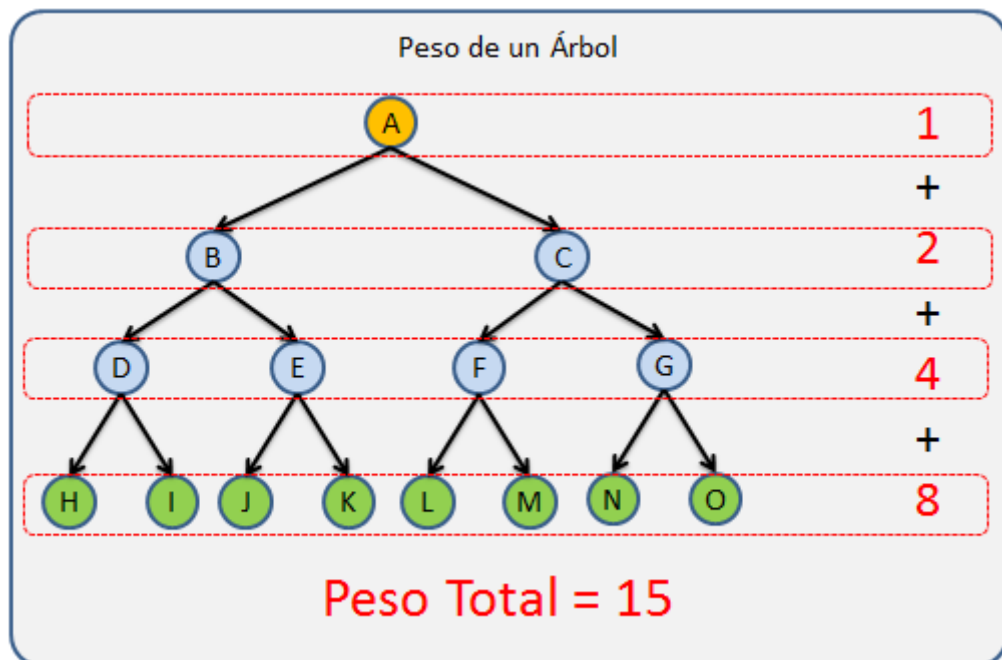 Peso de un Árbol
A 1
+
B C 2
+
D E F G 4
+
H I J K L M N O 8
Peso Total = 15